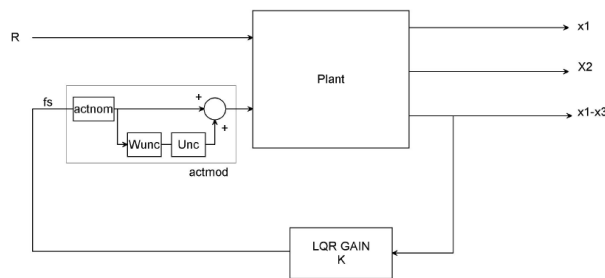 x1
R
X2
Plant
fs
actnom
+
x1-x3
+
Wunc
Unc
actmod
LQR GAIN
K